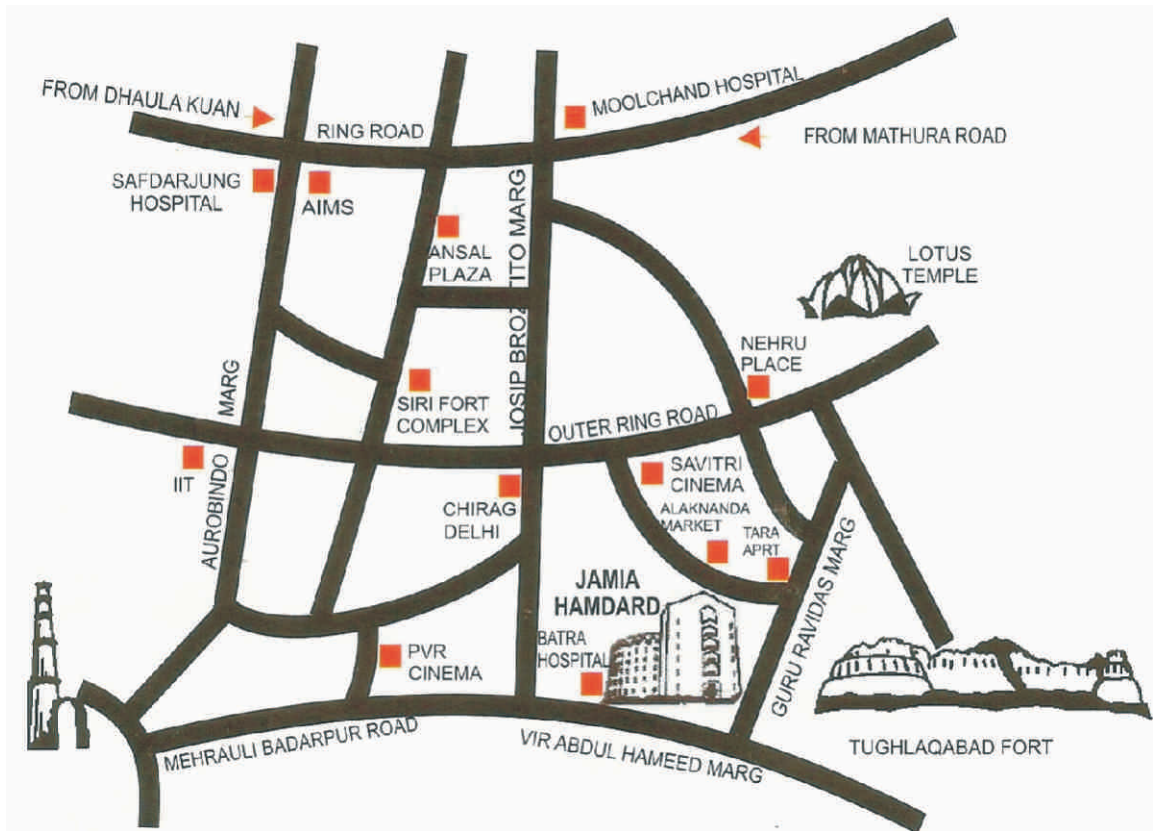 FROM DHAULA KUAN
RING ROAD
MOOLCHAND HOSPITAL
FROM MATHURA ROAD
SAFDARJUNG
HOSPITAL
AIMS
ANSAL
PLAZA
JOSIP BROZ TITO MARG
LOTUS
TEMPLE
NEHRU
PLACE
SIRI FORT
COMPLEX
OUTER RING ROAD
AUROBINDO MARG
IIT
CHIRAG
DELHI
SAVITRI
CINEMA
ALAKNANDA
MARKET
TARA
APRT
JAMIA
HAMDARD
BATRA
HOSPITAL
GURU RAVIDAS MARG
PVR
CINEMA
MEHRAULI BADARPUR ROAD
VIR ABDUL HAMEED MARG
TUGHLAQABAD FORT